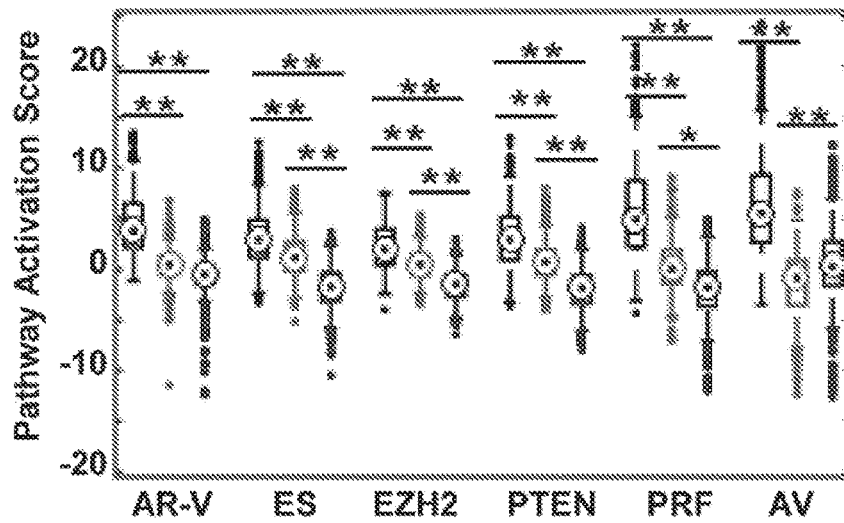 Pathway Activation Score
20
10
0
-10
-20
** ** ** ** ** **
** ** ** ** ** **
** ** ** *
AR-V ES EZH2 PTEN PRF AV